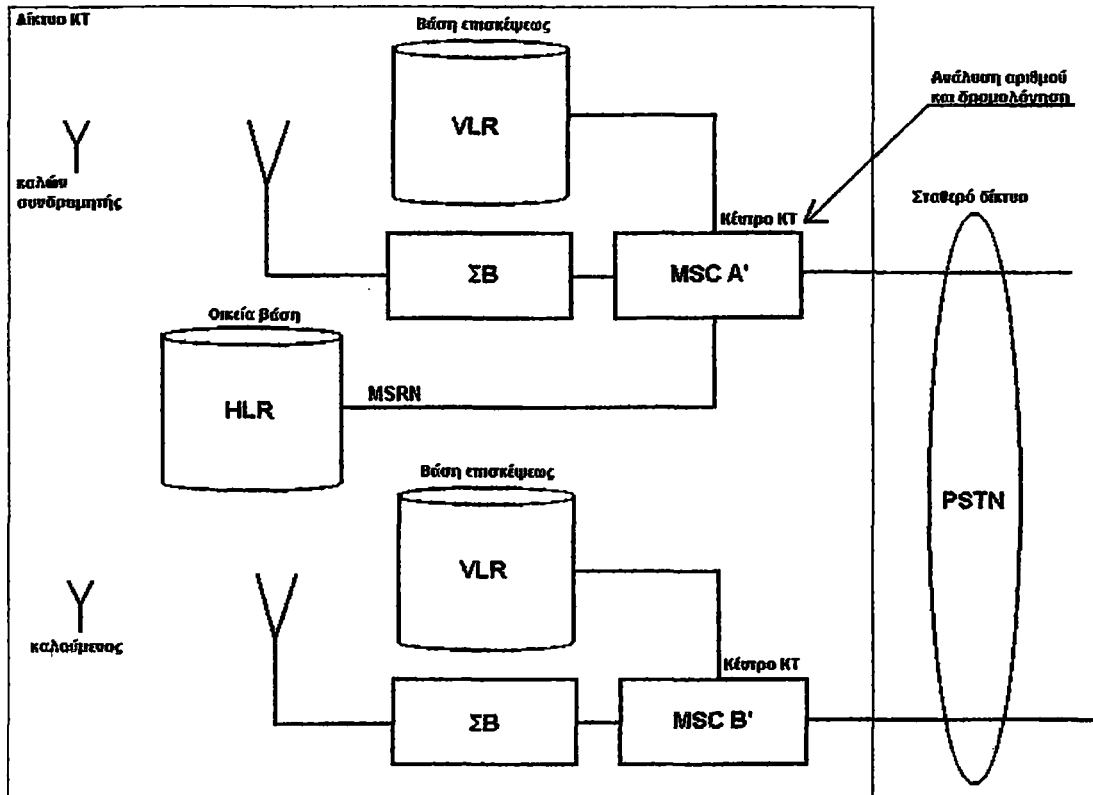 Δίκτυο ΚΤ
Βάση επισκέψεως
VLR
Ανάλυση αριθμού
και δρομολόγηση
καλών
συνδρομητής
Σταθερό δίκτυο
Κέντρο ΚΤ
ΣΒ
MSC A'
Οικεία βάση
HLR
MSRN
Βάση επισκέψεως
VLR
PSTN
καλούμενος
Κέντρο ΚΤ
ΣΒ
MSC B'